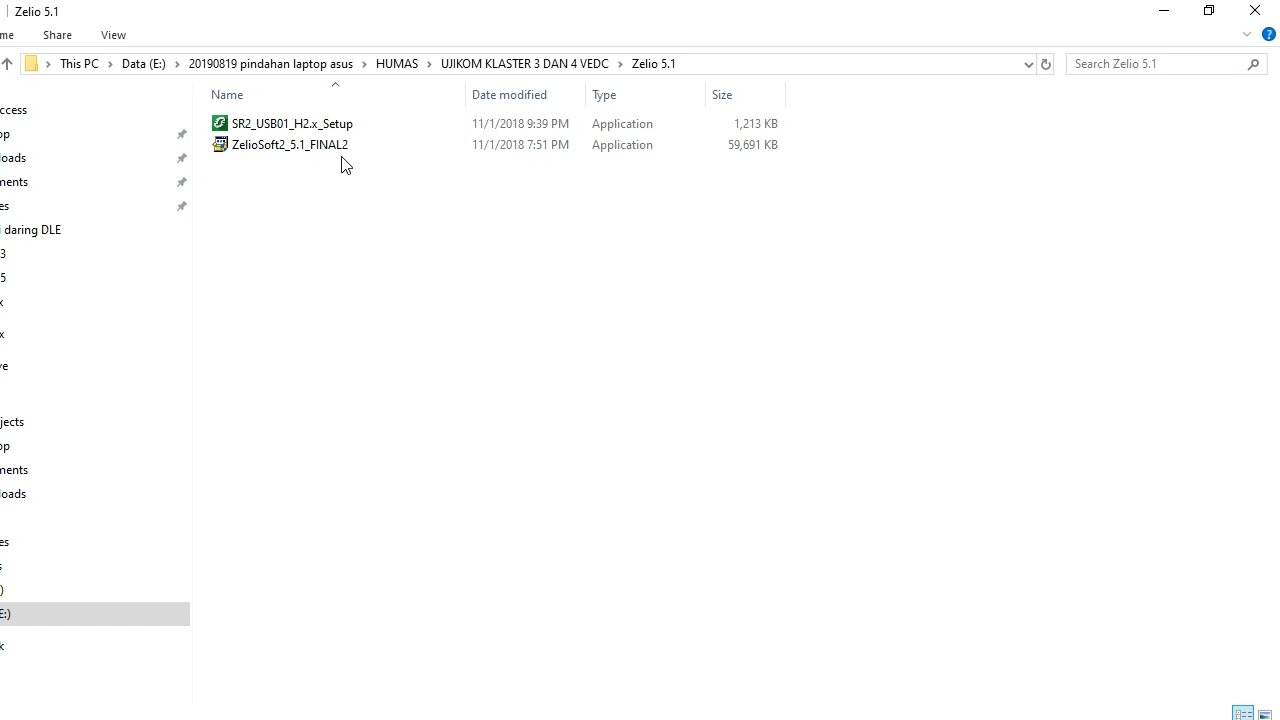 Zelio 5.1
me Share View
This PC Data (E:) 20190819 pindahan laptop asus HUMAS UJIKOM KLASTER 3 DAN 4 VEDC Zelio 5.1 Search Zelio 5.1
Name Date modified Type Size
SR2_USB01_H2.x_Setup 11/1/2018 9:39 PM Application 1,213 KB
ZelioSoft2_5.1_FINAL2 11/1/2018 7:51 PM Application 59,691 KB
ccess
op
loads
ments
es
i daring DLE
3
5
x
x
ve
jects
op
ments
loads
es
s
)
E:)
k